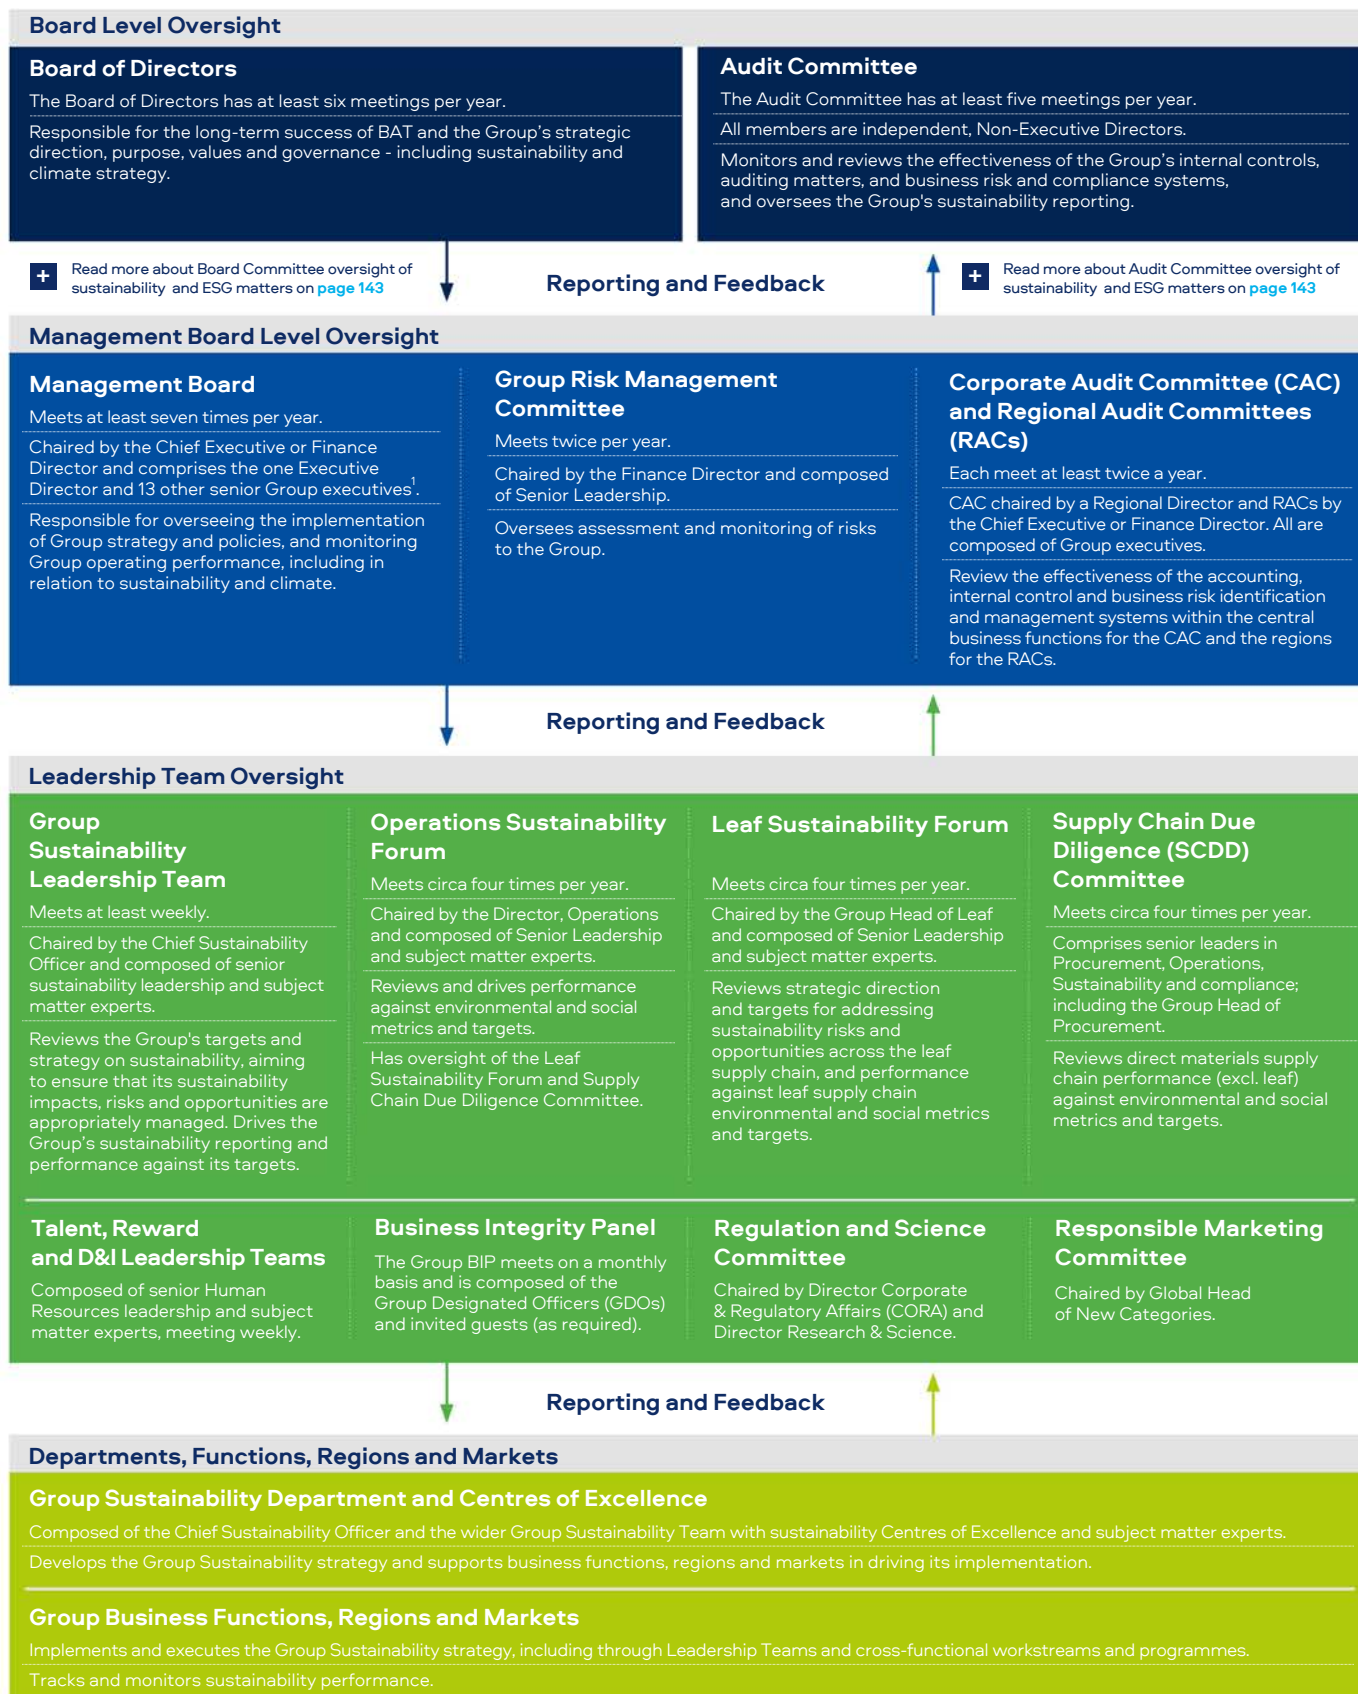 Board Level Oversight
Board of Directors
The Board of Directors has at least six meetings per year.
Responsible for the long-term success of BAT and the Group's strategic
direction, purpose, values and governance - including sustainability and
climate strategy.
Audit Committee
The Audit Committee has at least five meetings per year.
All members are independent, Non-Executive Directors.
Monitors and reviews the effectiveness of the Group's internal controls,
auditing matters, and business risk and compliance systems,
and oversees the Group's sustainability reporting.
+
Read more about Board Committee oversight of
sustainability and ESG matters on page 143
Reporting and Feedback
+
Read more about Audit Committee oversight of
sustainability and ESG matters on page 143
Management Board Level Oversight
Management Board
Meets at least seven times per year.
Chaired by the Chief Executive or Finance
Director and comprises the one Executive
Director and 13 other senior Group executives¹.
Responsible for overseeing the implementation
of Group strategy and policies, and monitoring
Group operating performance, including in
relation to sustainability and climate.
Group Risk Management
Committee
Meets twice per year.
Chaired by the Finance Director and composed
of Senior Leadership.
Oversees assessment and monitoring of risks
to the Group.
Corporate Audit Committee (CAC)
and Regional Audit Committees
(RACs)
Each meet at least twice a year.
CAC chaired by a Regional Director and RACs by
the Chief Executive or Finance Director. All are
composed of Group executives.
Review the effectiveness of the accounting,
internal control and business risk identification
and management systems within the central
business functions for the CAC and the regions
for the RACs.
Reporting and Feedback
Leadership Team Oversight
Group
Sustainability
Leadership Team
Meets at least weekly.
Chaired by the Chief Sustainability
Officer and composed of senior
sustainability leadership and subject
matter experts.
Reviews the Group's targets and
strategy on sustainability, aiming
to ensure that its sustainability
impacts, risks and opportunities are
appropriately managed. Drives the
Group's sustainability reporting and
performance against its targets.
Operations Sustainability
Forum
Meets circa four times per year.
Chaired by the Director, Operations
and composed of Senior Leadership
and subject matter experts.
Reviews and drives performance
against environmental and social
metrics and targets.
Has oversight of the Leaf
Sustainability Forum and Supply
Chain Due Diligence Committee.
Leaf Sustainability Forum
Meets circa four times per year.
Chaired by the Group Head of Leaf
and composed of Senior Leadership
and subject matter experts.
Reviews strategic direction
and targets for addressing
sustainability risks and
opportunities across the leaf
supply chain, and performance
against leaf supply chain
environmental and social metrics
and targets.
Supply Chain Due
Diligence (SCDD)
Committee
Meets circa four times per year.
Comprises senior leaders in
Procurement, Operations,
Sustainability and compliance;
including the Group Head of
Procurement.
Reviews direct materials supply
chain performance (excl. leaf)
against environmental and social
metrics and targets.
Talent, Reward
and D&I Leadership Teams
Composed of senior Human
Resources leadership and subject
matter experts, meeting weekly.
Business Integrity Panel
The Group BIP meets on a monthly
basis and is composed of the
Group Designated Officers (GDOs)
and invited guests (as required).
Regulation and Science
Committee
Chaired by Director Corporate
& Regulatory Affairs (CORA) and
Director Research & Science.
Responsible Marketing
Committee
Chaired by Global Head
of New Categories.
Reporting and Feedback
Departments, Functions, Regions and Markets
Group Sustainability Department and Centres of Excellence
Composed of the Chief Sustainability Officer and the wider Group Sustainability Team with sustainability Centres of Excellence and subject matter experts.
Develops the Group Sustainability strategy and supports business functions, regions and markets in driving its implementation.
Group Business Functions, Regions and Markets
Implements and executes the Group Sustainability strategy, including through Leadership Teams and cross-functional workstreams and programmes.
Tracks and monitors sustainability performance.